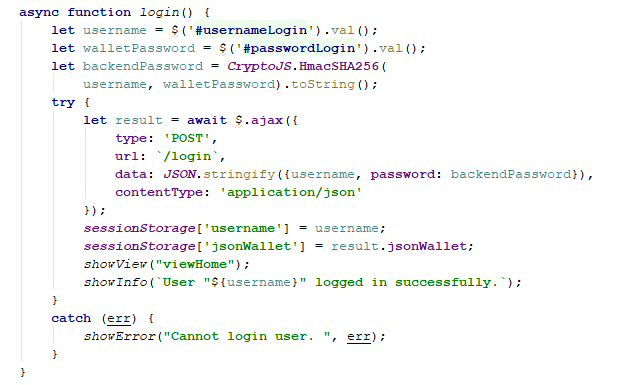 async function login() {
    let username = $('#usernameLogin').val();
    let walletPassword = $('#passwordLogin').val();
    let backendPassword = CryptoJS.HmacSHA256(
        username, walletPassword).toString();
    try {
        let result = await $.ajax({
            type: 'POST',
            url: `/login`,
            data: JSON.stringify({username, password: backendPassword}),
            contentType: 'application/json'
        });
        sessionStorage['username'] = username;
        sessionStorage['jsonWallet'] = result.jsonWallet;
        showView("viewHome");
        showInfo(`User "${username}" logged in successfully.`);
    }
    catch (err) {
        showError("Cannot login user. ", err);
    }
}